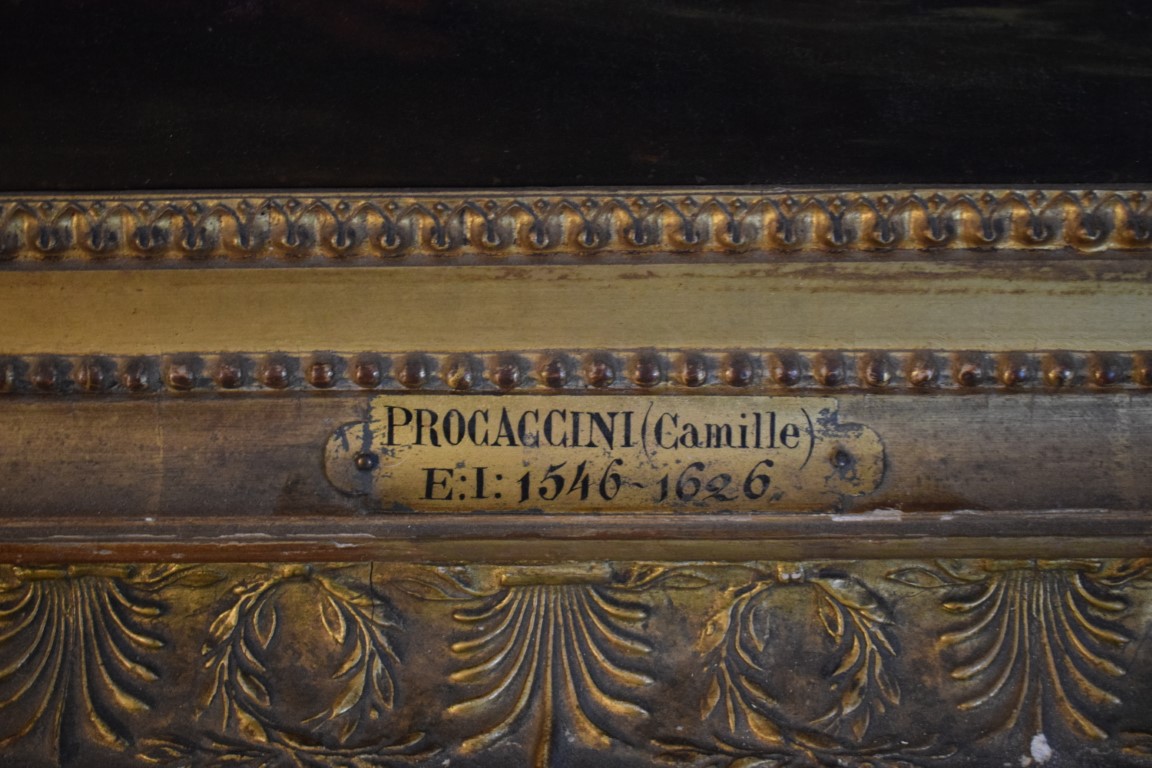 PROCACCINI (Camille)
E:I: 1546-1626.